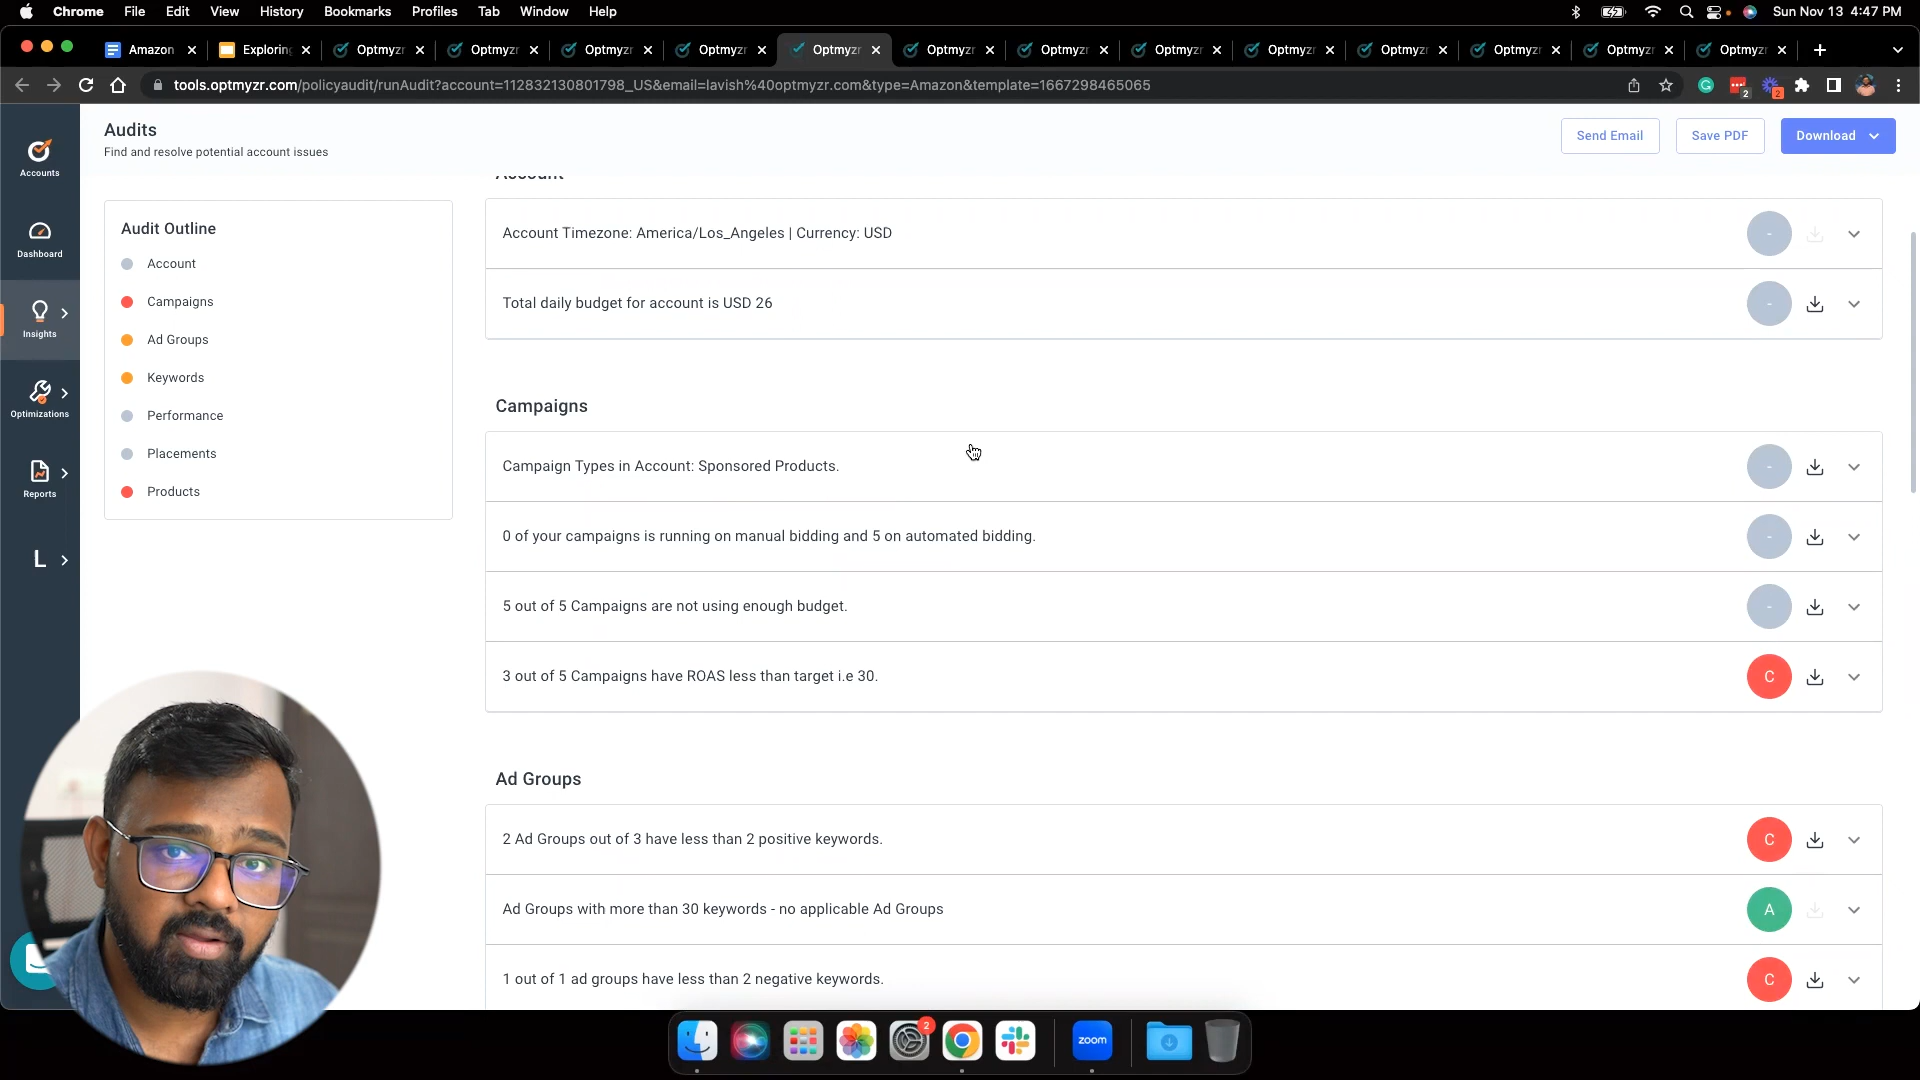 Chrome File Edit View History Bookmarks Profiles Tab Window Help
Sun Nov 13 4:47 PM
Amazon Exploring Optmyzr Optmyzr Optmyzr Optmyzr Optmyzr Optmyzr Optmyzr Optmyzr Optmyzr Optmyzr Optmyzr Optmyzr Optmyzr
tools.optmyzr.com/policyaudit/runAudit?account=112832130801798_US&email=lavish%40optmyzr.com&type=Amazon&template=1667298465065
2
2
Audits
Find and resolve potential account issues
Send Email
Save PDF
Download
Accounts
Dashboard
Insights
Optimizations
Reports
L
Audit Outline
Account
Campaigns
Ad Groups
Keywords
Performance
Placements
Products
Account
Account Timezone: America/Los_Angeles | Currency: USD
-
Total daily budget for account is USD 26
-
Campaigns
Campaign Types in Account: Sponsored Products.
-
0 of your campaigns is running on manual bidding and 5 on automated bidding.
-
5 out of 5 Campaigns are not using enough budget.
-
3 out of 5 Campaigns have ROAS less than target i.e 30.
C
Ad Groups
2 Ad Groups out of 3 have less than 2 positive keywords.
C
Ad Groups with more than 30 keywords - no applicable Ad Groups
A
1 out of 1 ad groups have less than 2 negative keywords.
C
2
zoom